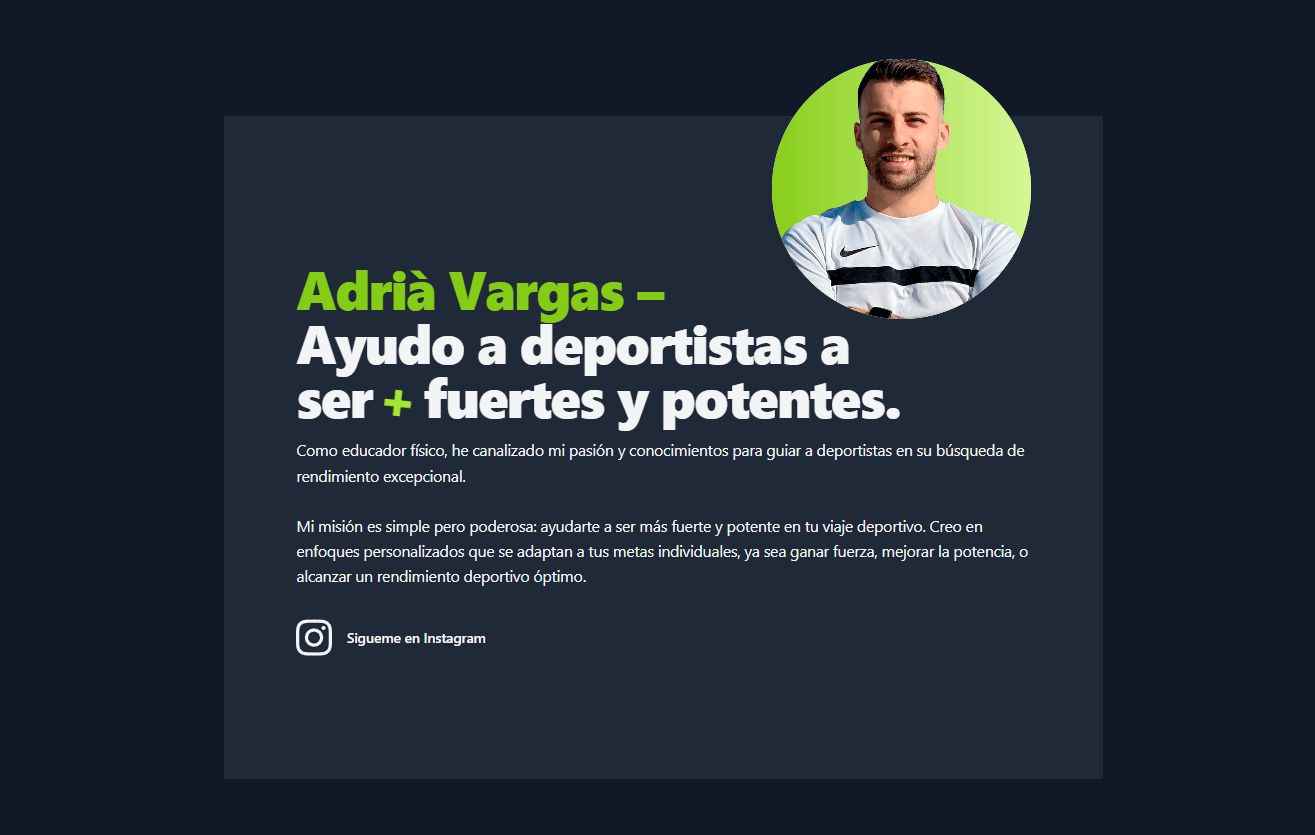 Adrià Vargas –
Ayudo a deportistas a
ser + fuertes y potentes.
Como educador físico, he canalizado mi pasión y conocimientos para guiar a deportistas en su búsqueda de
rendimiento excepcional.
Mi misión es simple pero poderosa: ayudarte a ser más fuerte y potente en tu viaje deportivo. Creo en
enfoques personalizados que se adaptan a tus metas individuales, ya sea ganar fuerza, mejorar la potencia, o
alcanzar un rendimiento deportivo óptimo.
Sigueme en Instagram